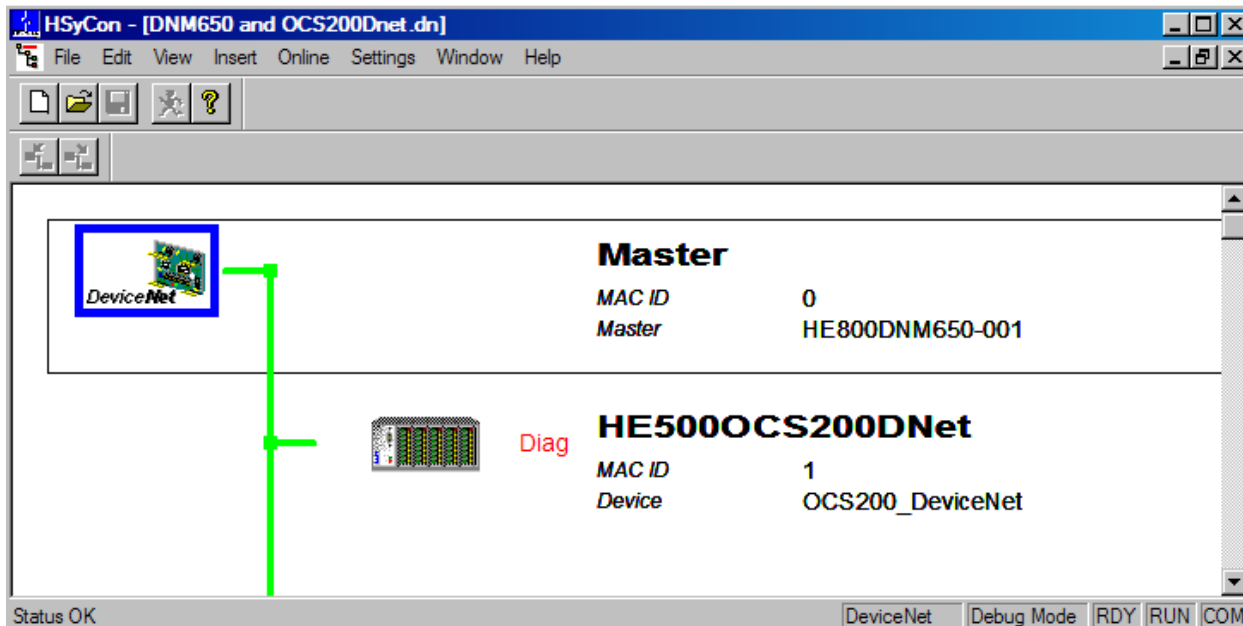 HSyCon - [DNM650 and OCS200Dnet.dn]
File Edit View Insert Online Settings Window Help
DeviceNet
Master
MAC ID 0
Master HE800DNM650-001
Diag
HE500OCS200DNet
MAC ID 1
Device OCS200_DeviceNet
Status OK DeviceNet Debug Mode RDY RUN COM